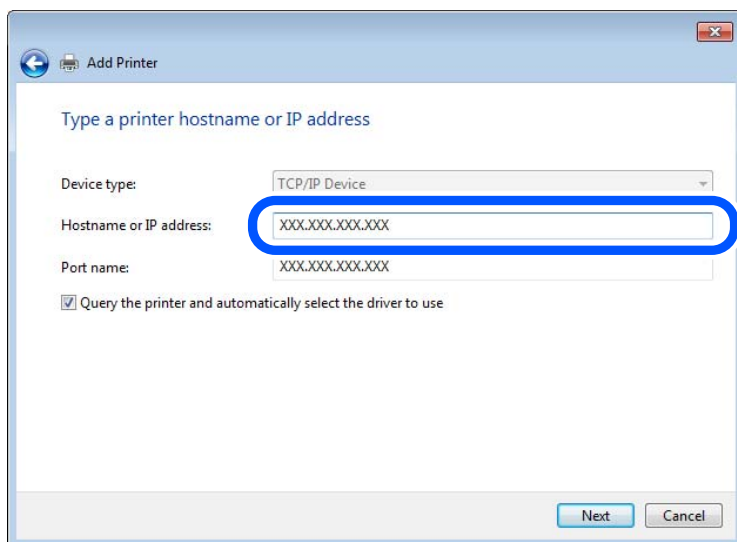 Add Printer
Type a printer hostname or IP address
Device type: TCP/IP Device
Hostname or IP address: XXX.XXX.XXX.XXX
Port name: XXX.XXX.XXX.XXX
Query the printer and automatically select the driver to use
Next Cancel